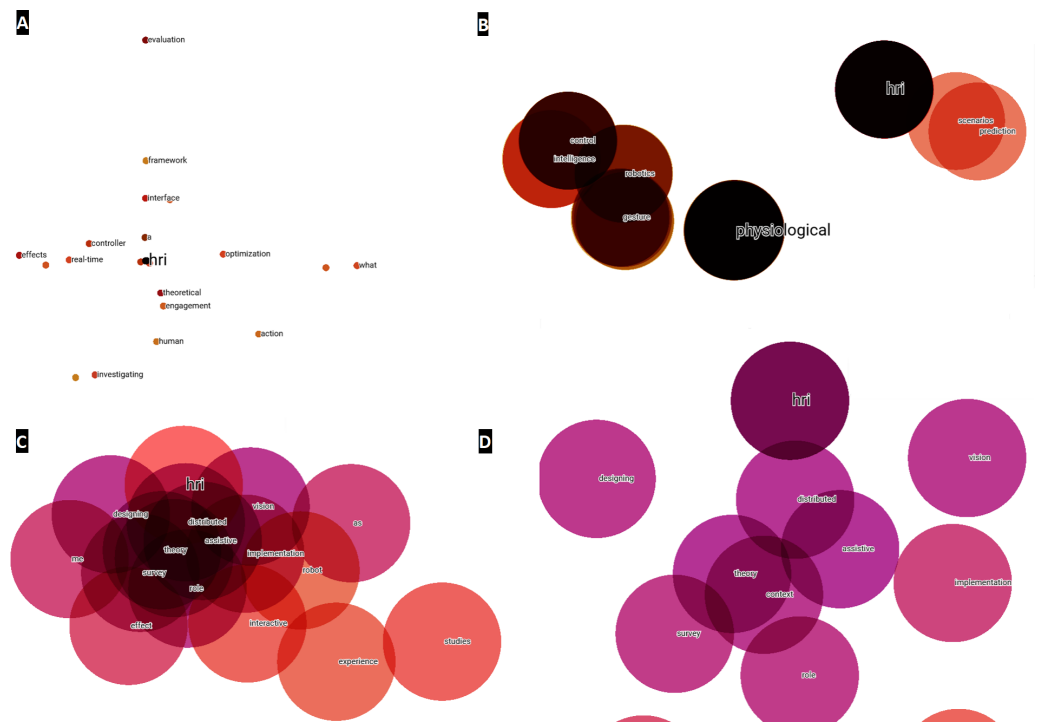 A
evaluation
framework
interface
a
controller
effects
real-time
hri
optimization
what
theoretical
engagement
action
human
investigating
B
hri
scenarios
prediction
control
intelligence
robotics
gesture
physiological
C
hri
designing
distributed
vision
as
theory
assistive
me
implementation
survey
robot
role
effect
interactive
experience
studies
D
hri
designing
vision
distributed
assistive
theory
implementation
context
survey
role